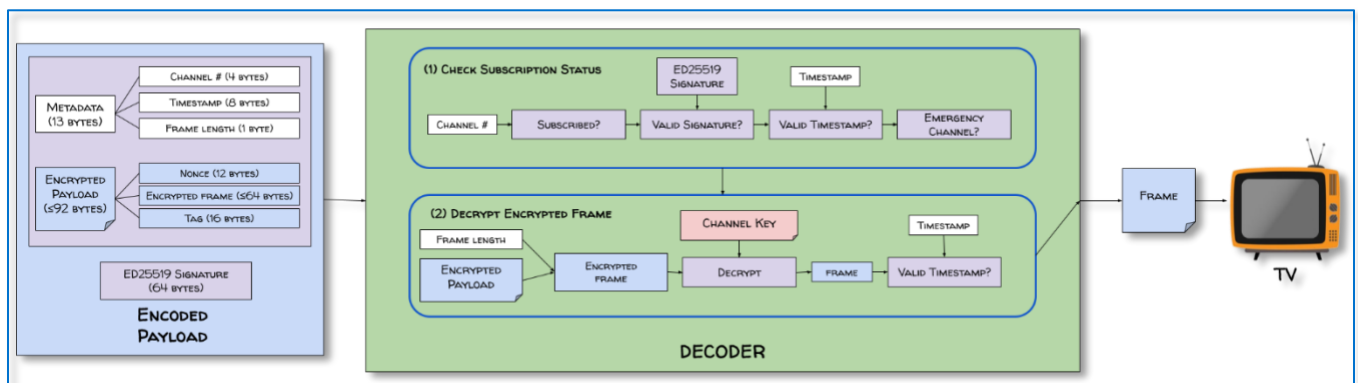 METADATA
(13 BYTES)
CHANNEL # (4 BYTES)
TIMESTAMP (8 BYTES)
FRAME LENGTH (1 BYTE)
ENCRYPTED
PAYLOAD
(≤92 BYTES)
NONCE (12 BYTES)
ENCRYPTED FRAME (≤64 BYTES)
TAG (16 BYTES)
ED25519 SIGNATURE
(64 BYTES)
ENCODED
PAYLOAD
(1) CHECK SUBSCRIPTION STATUS
ED25519
SIGNATURE
TIMESTAMP
CHANNEL #
SUBSCRIBED?
VALID SIGNATURE?
VALID TIMESTAMP?
EMERGENCY
CHANNEL?
(2) DECRYPT ENCRYPTED FRAME
FRAME LENGTH
ENCRYPTED
PAYLOAD
ENCRYPTED
FRAME
CHANNEL KEY
DECRYPT
FRAME
TIMESTAMP
VALID TIMESTAMP?
DECODER
FRAME
TV